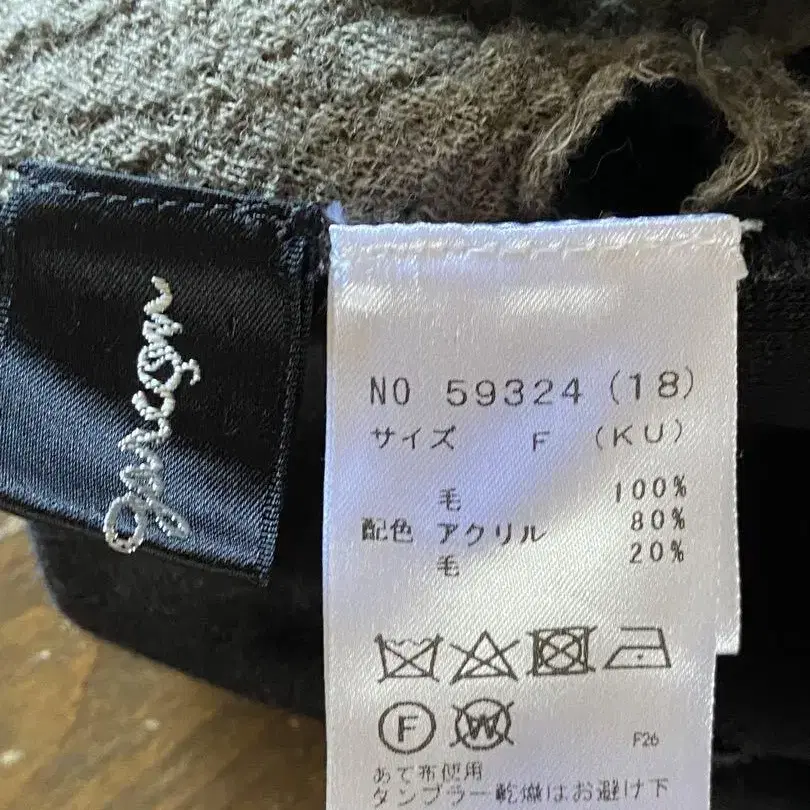 NO 59324 (18)
サイズ F (KU)
毛 100%
配色 アクリル 80%
毛 20%
F
W
F26
あて布使用
タンブラー乾燥はお避け下